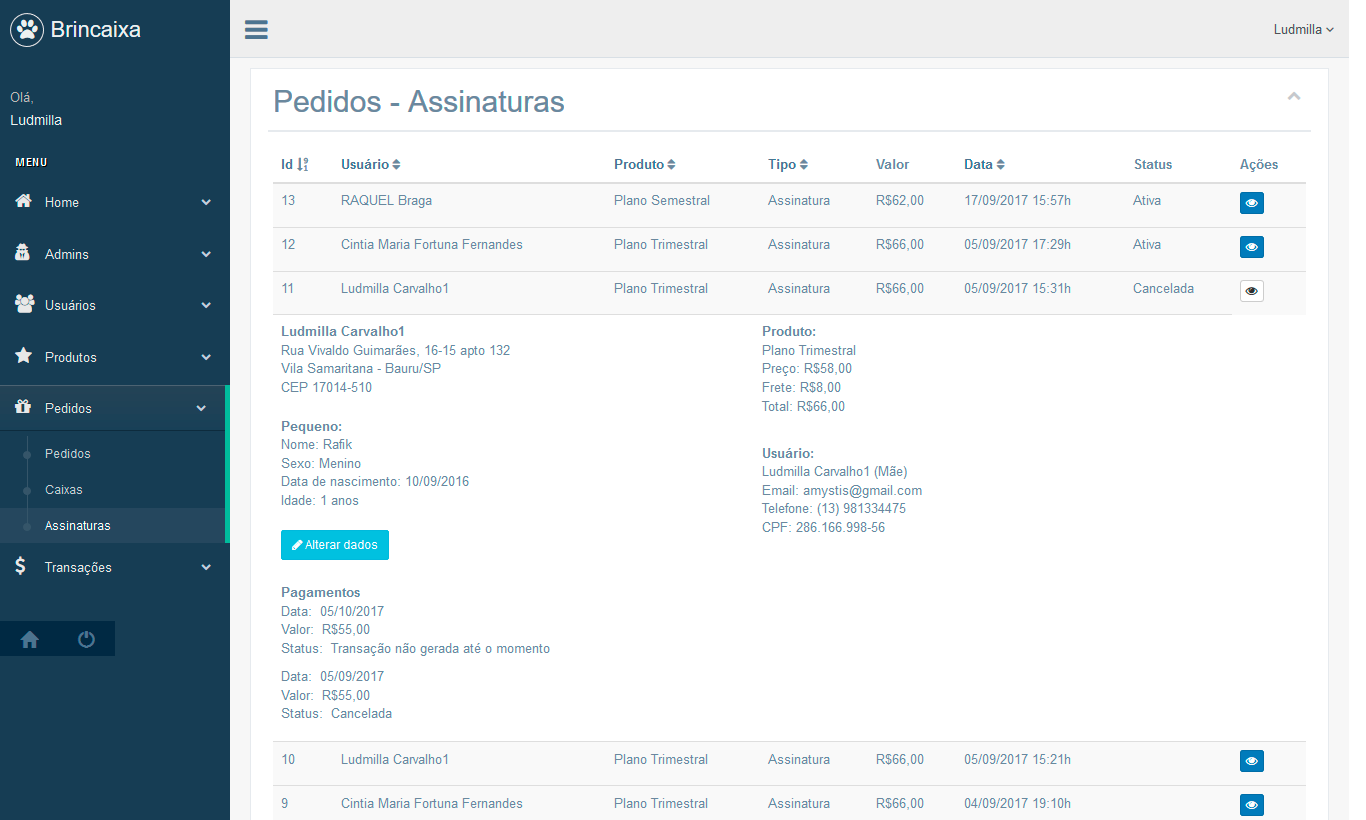 Brincaixa
Ludmilla
Olá,
Ludmilla
MENU
Home
Admins
Usuários
Produtos
Pedidos
Pedidos
Caixas
Assinaturas
Transações
Pedidos - Assinaturas
Id Usuário Produto Tipo Valor Data Status Ações
13 RAQUEL Braga Plano Semestral Assinatura R$62,00 17/09/2017 15:57h Ativa
12 Cintia Maria Fortuna Fernandes Plano Trimestral Assinatura R$66,00 05/09/2017 17:29h Ativa
11 Ludmilla Carvalho1 Plano Trimestral Assinatura R$66,00 05/09/2017 15:31h Cancelada
Ludmilla Carvalho1
Rua Vivaldo Guimarães, 16-15 apto 132
Vila Samaritana - Bauru/SP
CEP 17014-510
Pequeno:
Nome: Rafik
Sexo: Menino
Data de nascimento: 10/09/2016
Idade: 1 anos
Alterar dados
Produto:
Plano Trimestral
Preço: R$58,00
Frete: R$8,00
Total: R$66,00
Usuário:
Ludmilla Carvalho1 (Mãe)
Email: amystis@gmail.com
Telefone: (13) 981334475
CPF: 286.166.998-56
Pagamentos
Data: 05/10/2017
Valor: R$55,00
Status: Transação não gerada até o momento
Data: 05/09/2017
Valor: R$55,00
Status: Cancelada
10 Ludmilla Carvalho1 Plano Trimestral Assinatura R$66,00 05/09/2017 15:21h
9 Cintia Maria Fortuna Fernandes Plano Trimestral Assinatura R$66,00 04/09/2017 19:10h